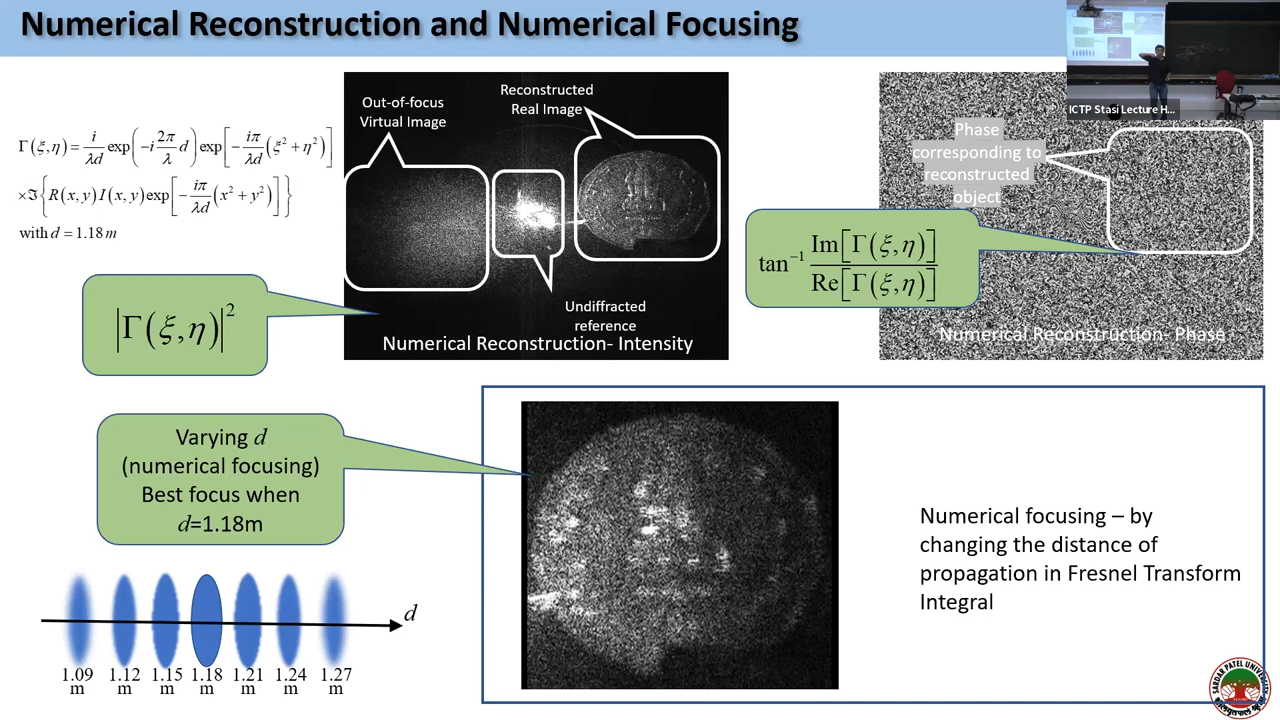 Numerical Reconstruction and Numerical Focusing
ICTP Stasi Lecture H...
Γ(ξ,η) = i/λd exp(−i 2π/λ d) exp[−iπ/λd (ξ² + η²)]
×ℑ{R(x,y)I(x,y)exp[−iπ/λd (x² + y²)]}
with d = 1.18m
|Γ(ξ,η)|²
Out-of-focus
Virtual Image
Reconstructed
Real Image
Undiffracted
reference
Numerical Reconstruction- Intensity
Phase
corresponding to
reconstructed
object
tan⁻¹ Im[Γ(ξ,η)] / Re[Γ(ξ,η)]
Numerical Reconstruction- Phase
Varying d
(numerical focusing)
Best focus when
d=1.18m
d
1.09 m
1.12 m
1.15 m
1.18 m
1.21 m
1.24 m
1.27 m
Numerical focusing – by
changing the distance of
propagation in Fresnel Transform
Integral
SARDAR PATEL UNIVERSITY